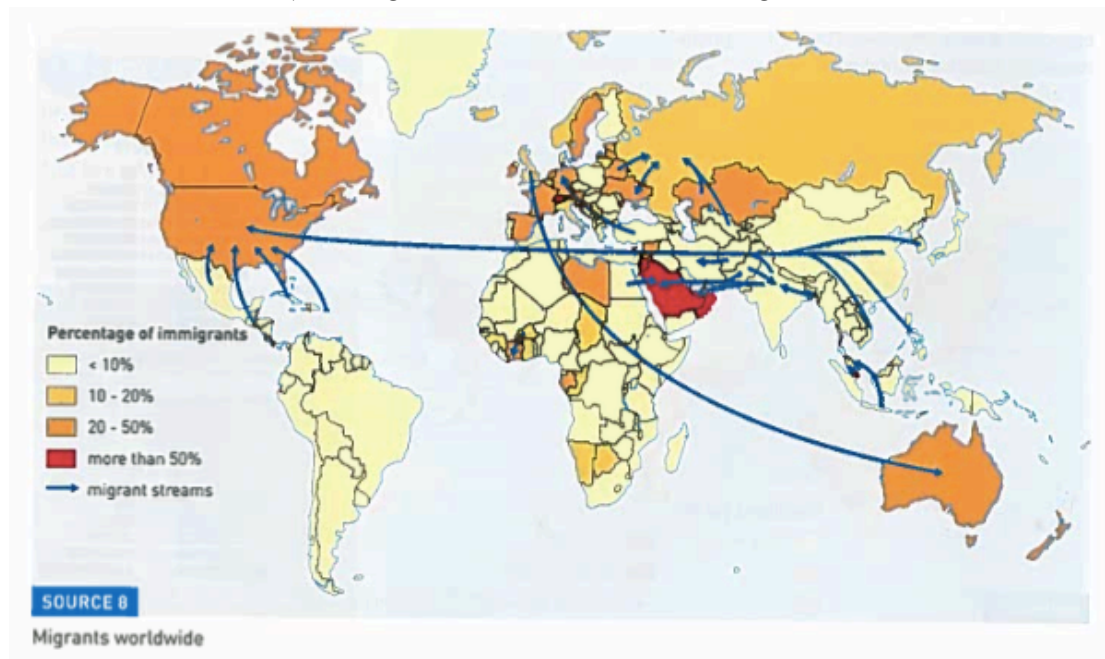 Percentage of immigrants
< 10%
10 - 20%
20 - 50%
more than 50%
migrant streams
SOURCE 8
Migrants worldwide